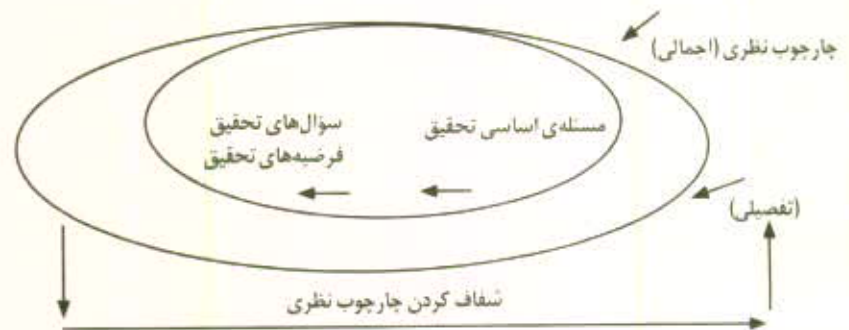 چارچوب نظری (اجمالی)
مسئله‌ی اساسی تحقیق
سؤال‌های تحقیق
فرضیه‌های تحقیق
(تفصیلی)
شفاف کردن چارچوب نظری